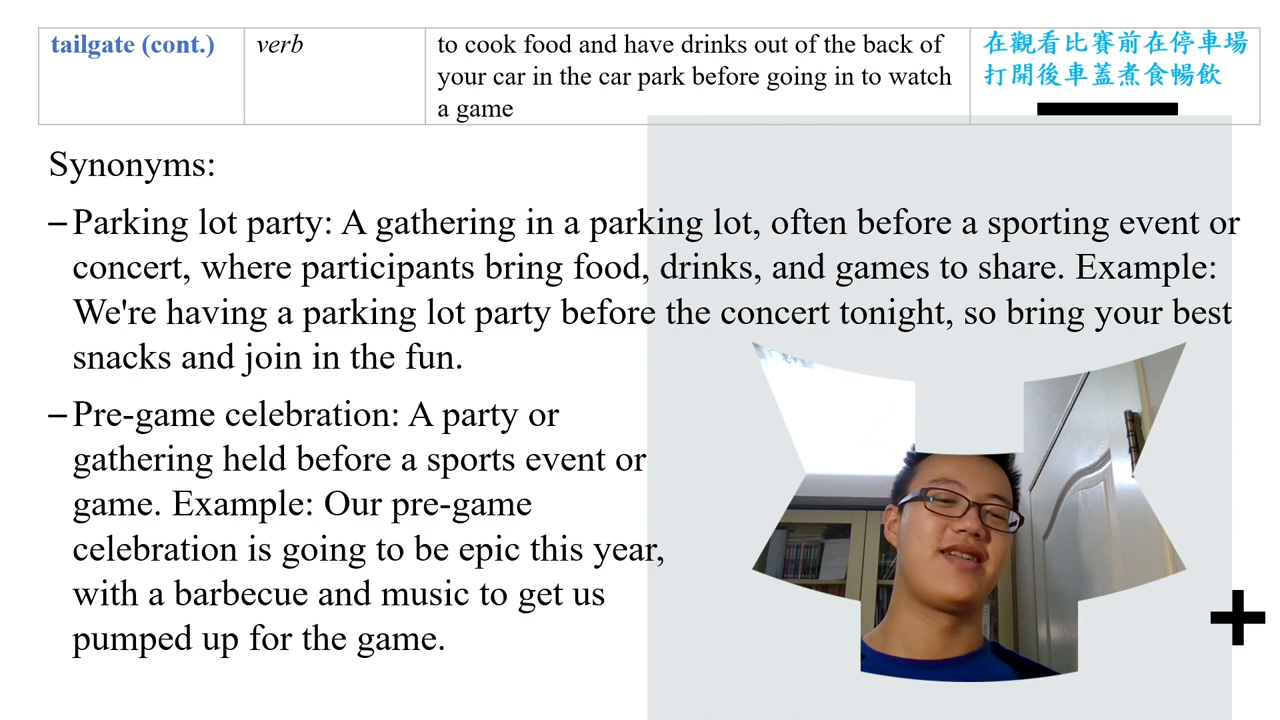 tailgate (cont.)
verb
to cook food and have drinks out of the back of
your car in the car park before going in to watch
a game
在觀看比賽前在停車場
打開後車蓋煮食暢飲
Synonyms:
– Parking lot party: A gathering in a parking lot, often before a sporting event or
concert, where participants bring food, drinks, and games to share. Example:
We're having a parking lot party before the concert tonight, so bring your best
snacks and join in the fun.
– Pre-game celebration: A party or
gathering held before a sports event or
game. Example: Our pre-game
celebration is going to be epic this year,
with a barbecue and music to get us
pumped up for the game.